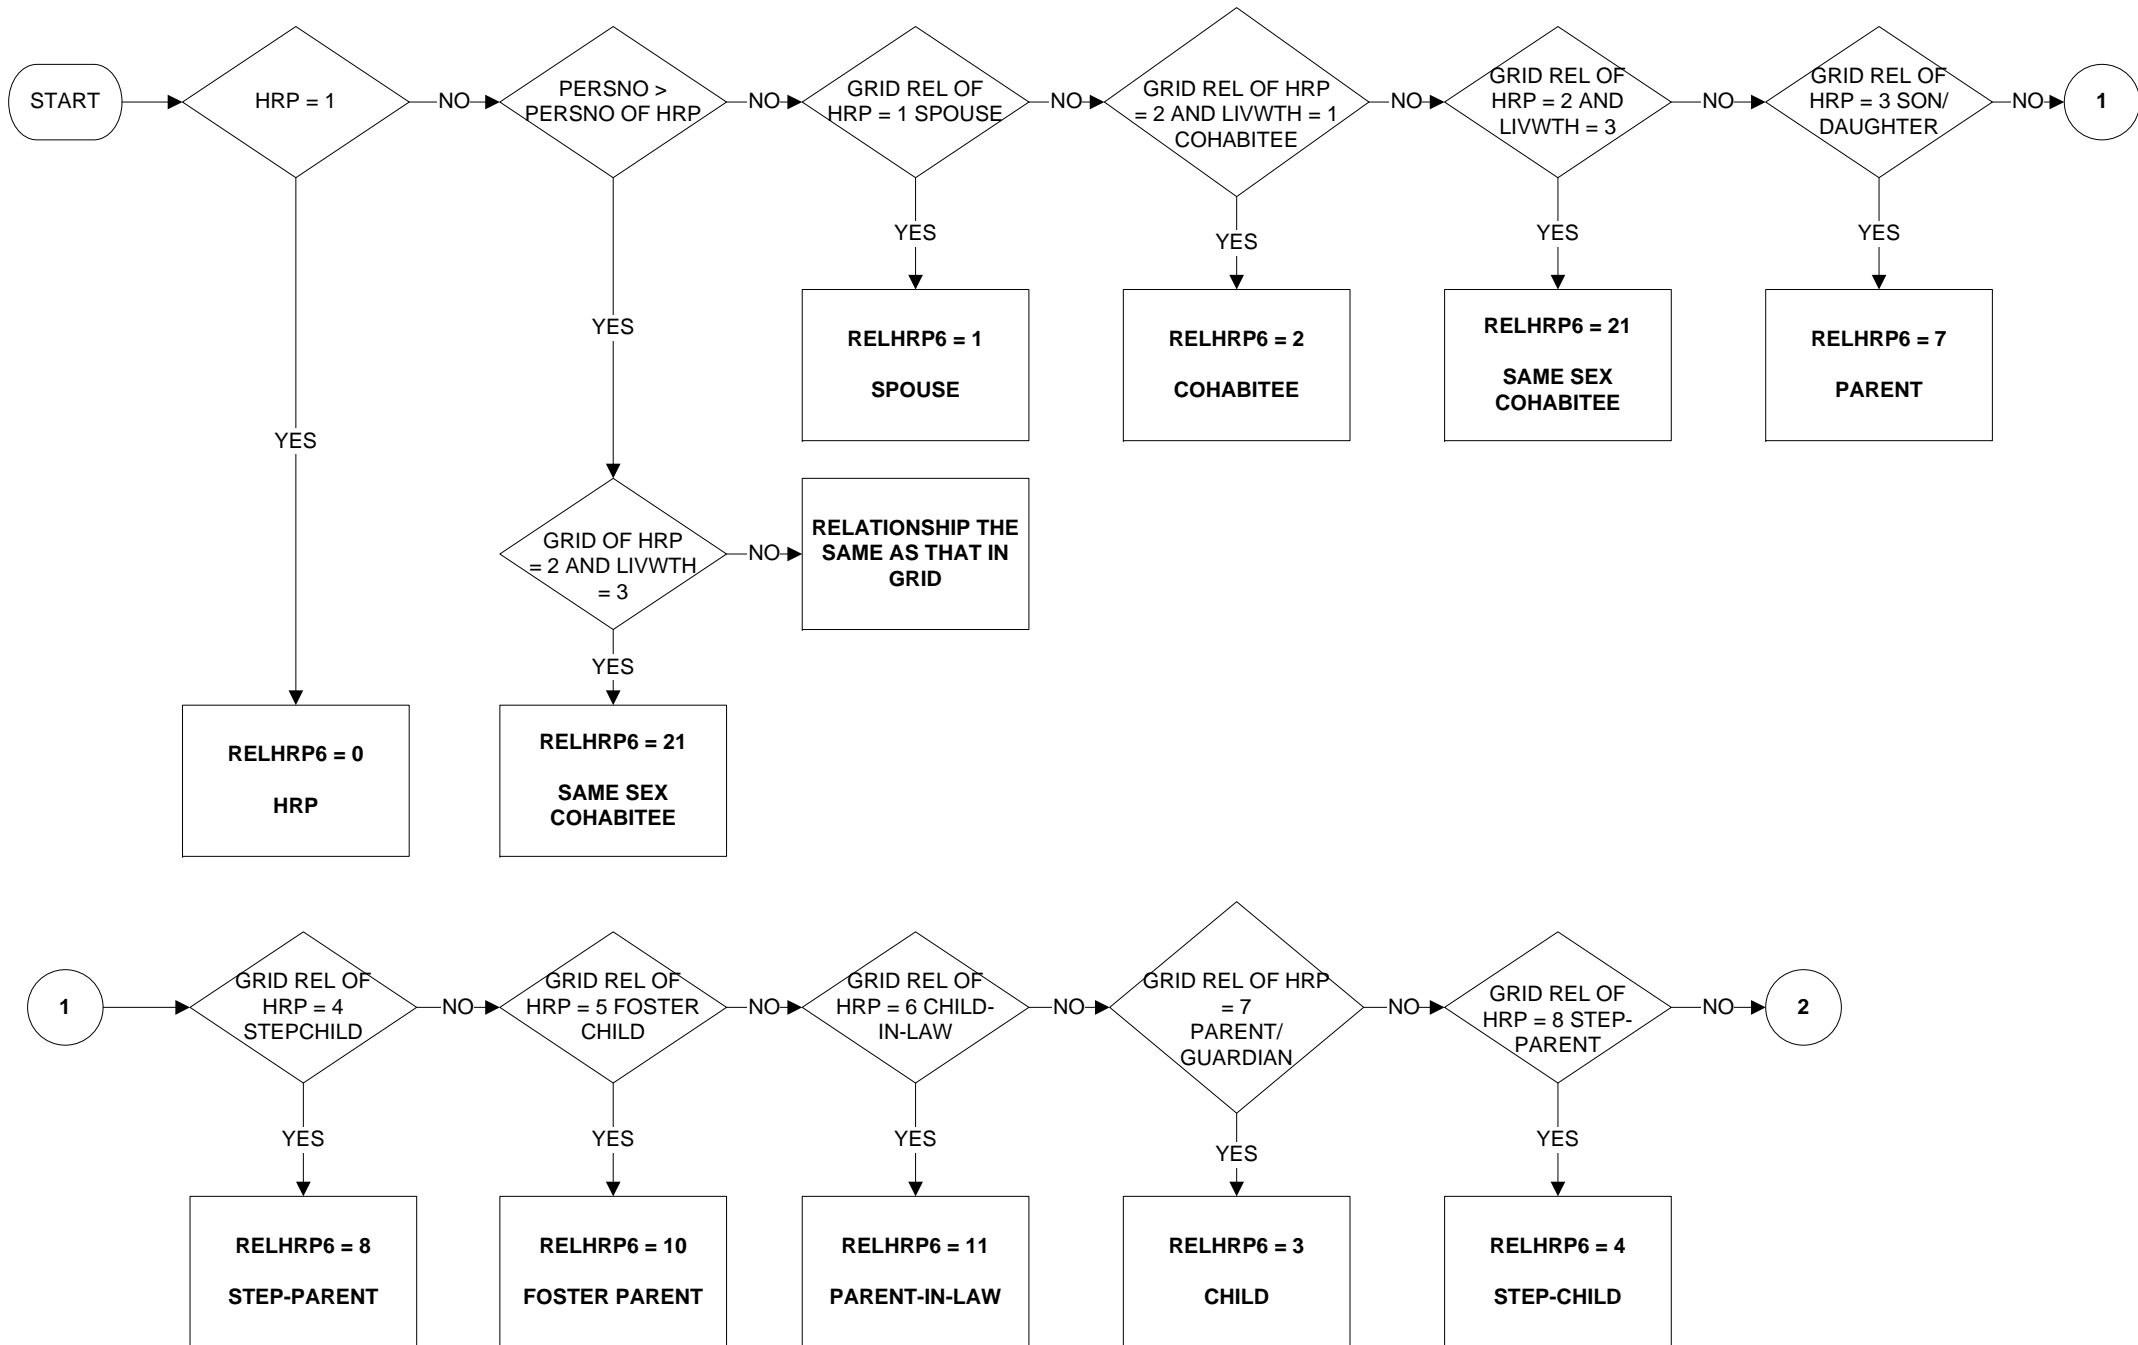 START
HRP = 1
NO
PERSNO >
PERSNO OF HRP
NO
GRID REL OF
HRP = 1 SPOUSE
NO
GRID REL OF HRP
= 2 AND LIVWTH = 1
COHABITEE
NO
GRID REL OF
HRP = 2 AND
LIVWTH = 3
NO
GRID REL OF
HRP = 3 SON/
DAUGHTER
NO
1
YES
YES
YES
YES
YES
YES
RELHRP6 = 1
SPOUSE
RELHRP6 = 2
COHABITEE
RELHRP6 = 21
SAME SEX
COHABITEE
RELHRP6 = 7
PARENT
GRID OF HRP
= 2 AND LIVWTH
= 3
NO
RELATIONSHIP THE
SAME AS THAT IN
GRID
YES
RELHRP6 = 0
HRP
RELHRP6 = 21
SAME SEX
COHABITEE
1
GRID REL OF
HRP = 4
STEPCHILD
NO
GRID REL OF
HRP = 5 FOSTER
CHILD
NO
GRID REL OF
HRP = 6 CHILD-
IN-LAW
NO
GRID REL OF HRP
= 7
PARENT/
GUARDIAN
NO
GRID REL OF
HRP = 8 STEP-
PARENT
NO
2
YES
YES
YES
YES
YES
RELHRP6 = 8
STEP-PARENT
RELHRP6 = 10
FOSTER PARENT
RELHRP6 = 11
PARENT-IN-LAW
RELHRP6 = 3
CHILD
RELHRP6 = 4
STEP-CHILD